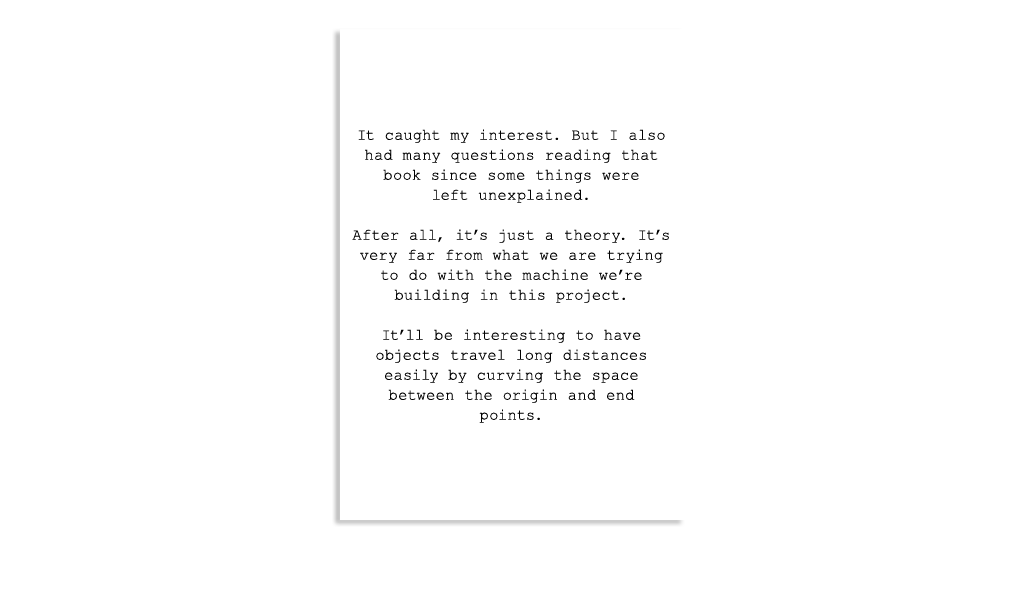 It caught my interest. But I also
had many questions reading that
book since some things were
left unexplained.
After all, it’s just a theory. It’s
very far from what we are trying
to do with the machine we’re
building in this project.
It’ll be interesting to have
objects travel long distances
easily by curving the space
between the origin and end
points.